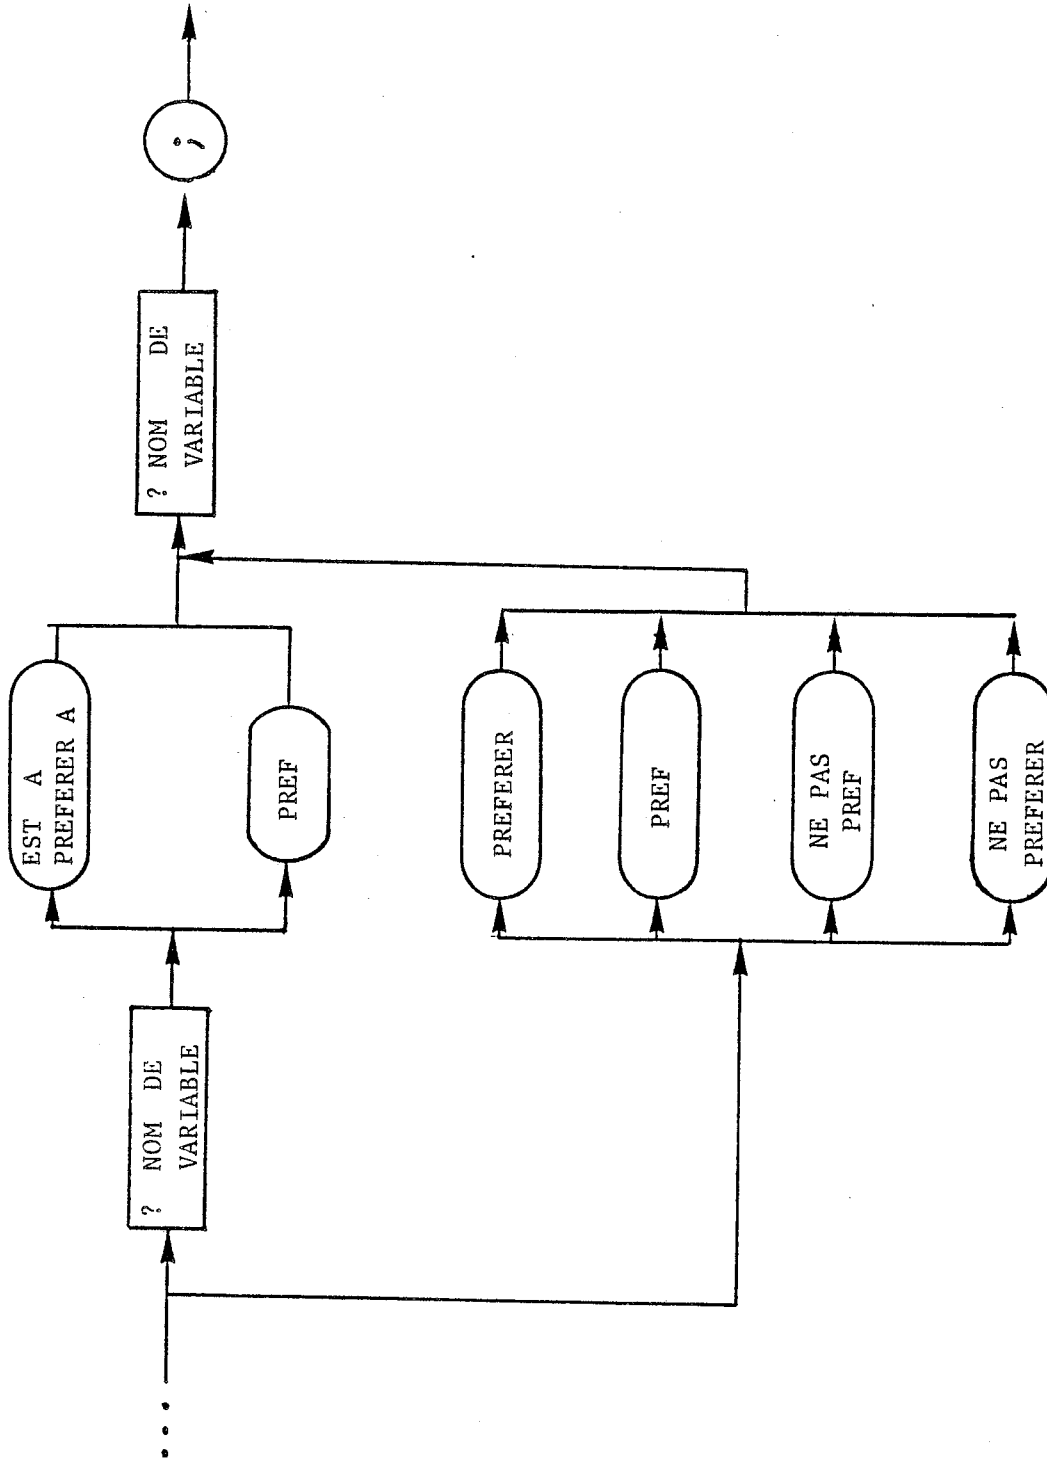 ? NOM DE
VARIABLE
EST A
PREFERER A
PREF
PREFERER
PREF
NE PAS
PREF
NE PAS
PREFERER
? NOM DE
VARIABLE
;